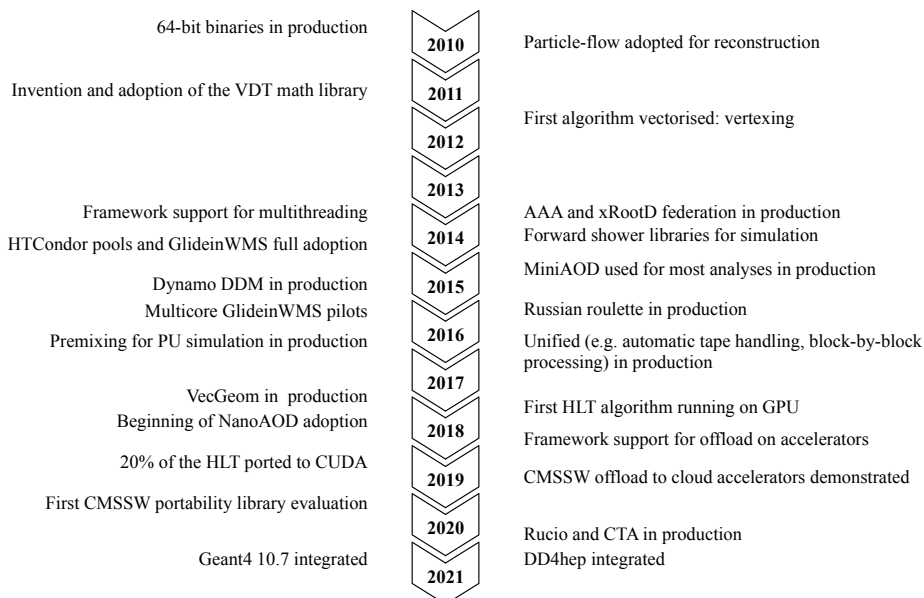 64-bit binaries in production
2010
Particle-flow adopted for reconstruction
Invention and adoption of the VDT math library
2011
First algorithm vectorised: vertexing
2012
2013
Framework support for multithreading
AAA and xRootD federation in production
2014
Forward shower libraries for simulation
HTCondor pools and GlideinWMS full adoption
MiniAOD used for most analyses in production
Dynamo DDM in production
2015
Multicore GlideinWMS pilots
Russian roulette in production
2016
Premixing for PU simulation in production
Unified (e.g. automatic tape handling, block-by-block
processing) in production
2017
VecGeom in production
First HLT algorithm running on GPU
Beginning of NanoAOD adoption
2018
Framework support for offload on accelerators
20% of the HLT ported to CUDA
2019
CMSSW offload to cloud accelerators demonstrated
First CMSSW portability library evaluation
2020
Rucio and CTA in production
Geant4 10.7 integrated
DD4hep integrated
2021